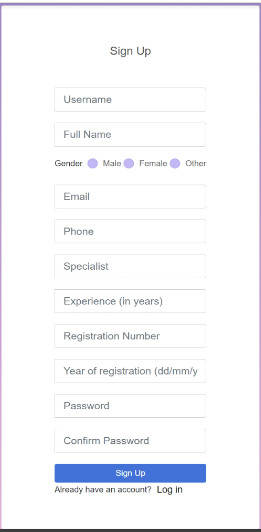 Sign Up
Username
Full Name
Gender Male Female Other
Email
Phone
Specialist
Experience (in years)
Registration Number
Year of registration (dd/mm/y
Password
Confirm Password
Sign Up
Already have an account? Log in